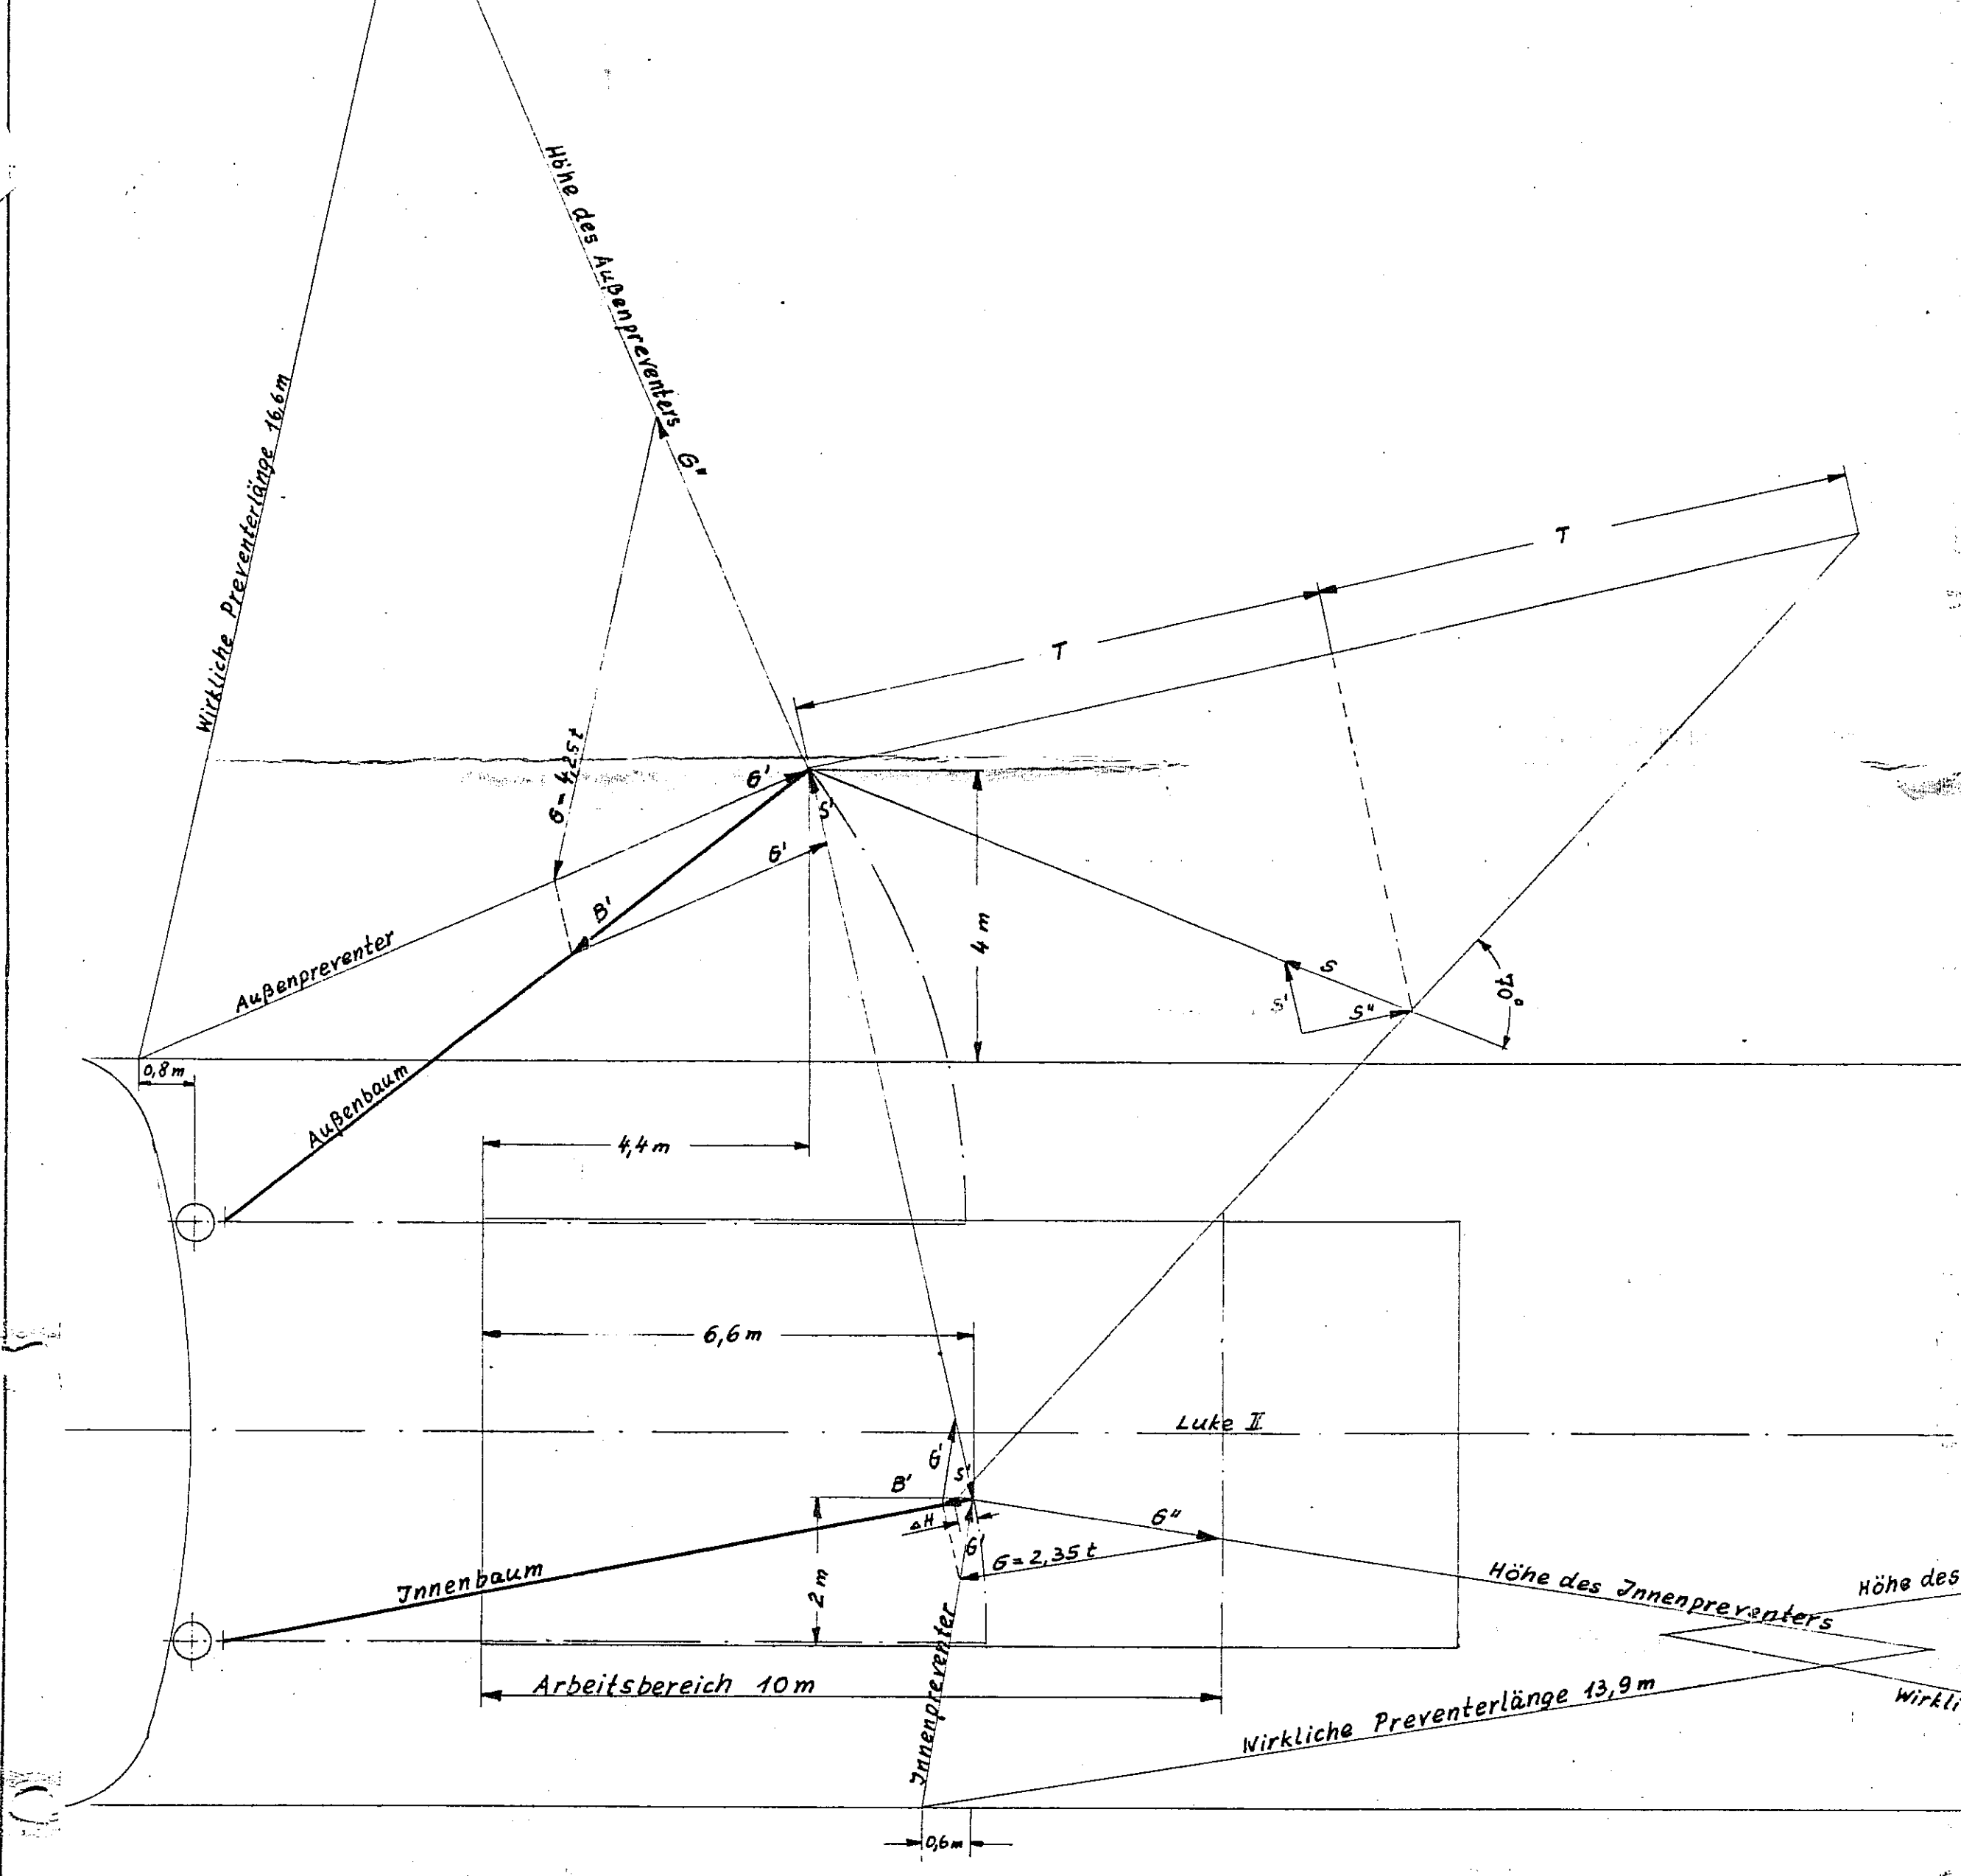 Höhe des Außenpreventers
Wirkliche Preventerlänge 16,6m
G"
T
T
G = 4,25t
G'
S'
G'
B'
4 m
S
S'
S"
70°
Außenpreventer
0,8m
Außenbaum
4,4m
6,6m
Luke II
G'
S'
B'
ΔH
G"
G'
G = 2,35t
Innenbaum
2m
Höhe des Innenpreventers
Höhe des
Arbeitsbereich 10m
Innenpreventer
Wirkliche Preventerlänge 13,9m
Wirkli
0,6m